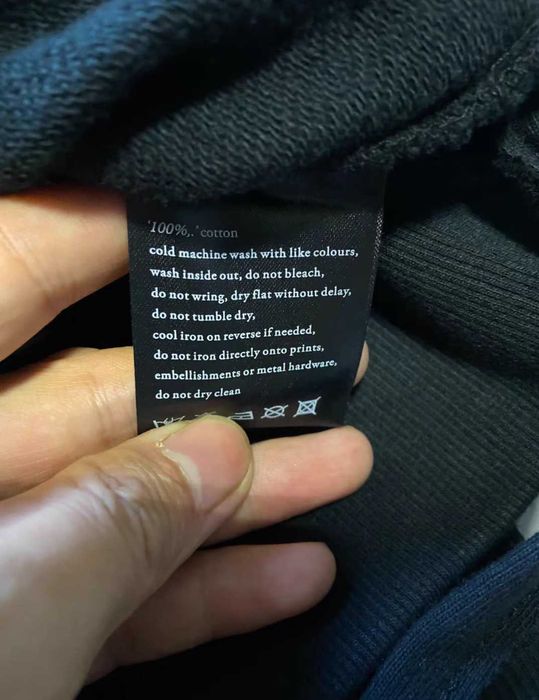 '100%,.' cotton
cold machine wash with like colours,
wash inside out, do not bleach,
do not wring, dry flat without delay,
do not tumble dry,
cool iron on reverse if needed,
do not iron directly onto prints,
embellishments or metal hardware,
do not dry clean